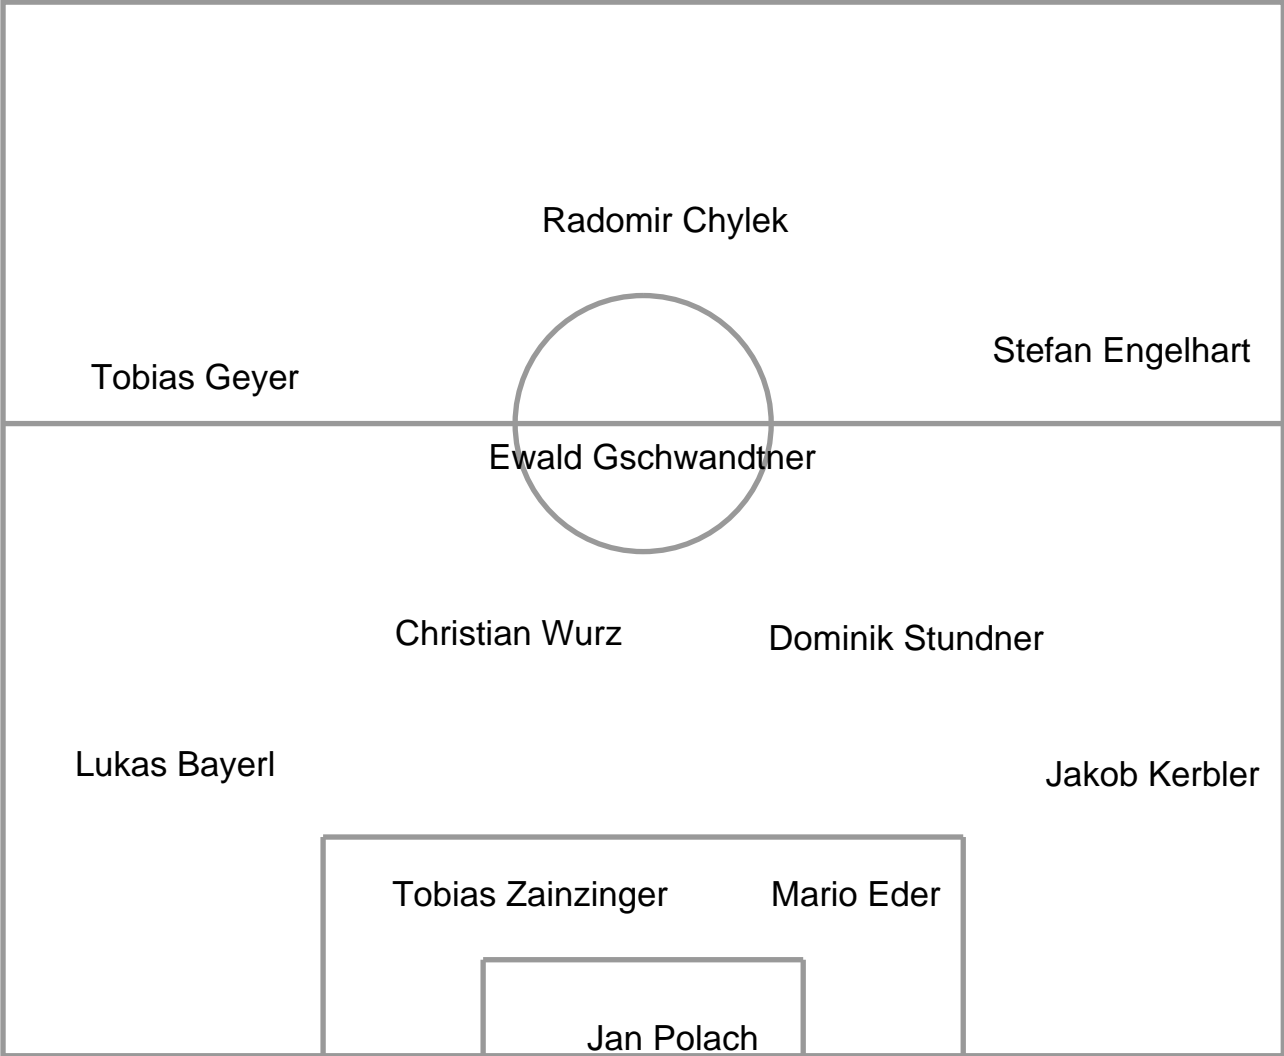 Radomir Chylek
Stefan Engelhart
Tobias Geyer
Ewald Gschwandtner
Christian Wurz
Dominik Stundner
Lukas Bayerl
Jakob Kerbler
Tobias Zainzinger
Mario Eder
Jan Polach